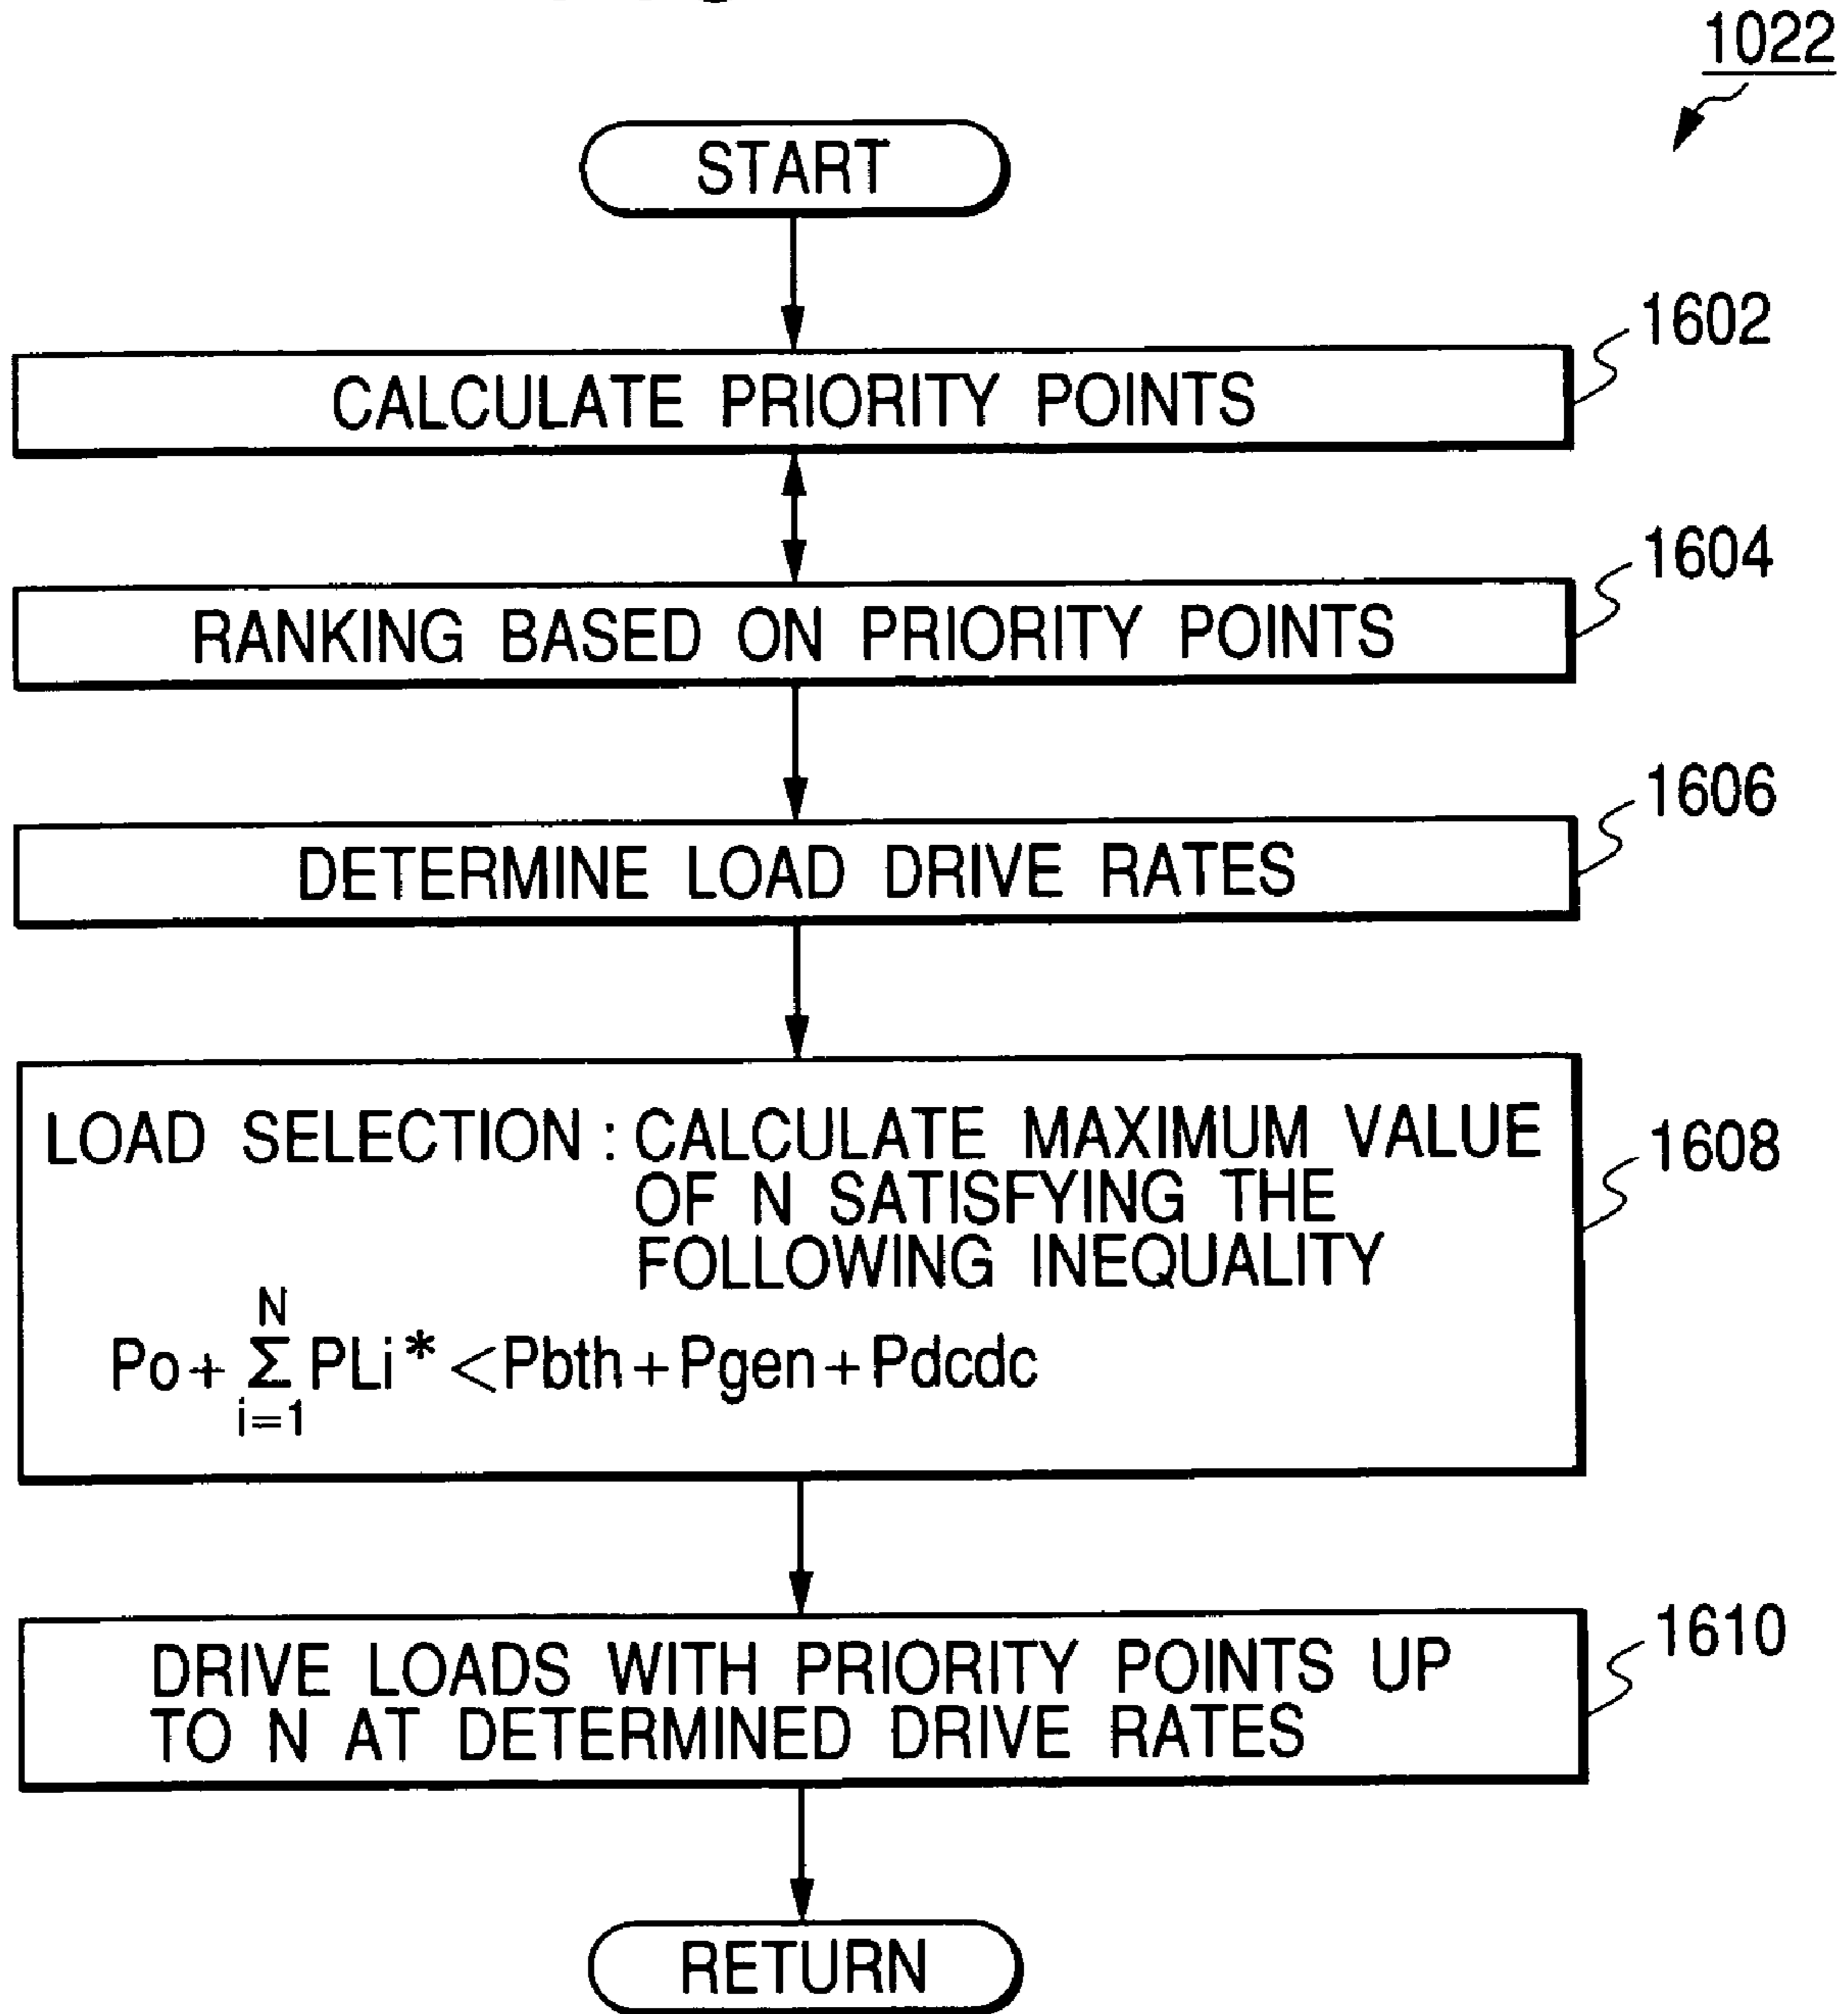 1022
START
1602
CALCULATE PRIORITY POINTS
1604
RANKING BASED ON PRIORITY POINTS
1606
DETERMINE LOAD DRIVE RATES
1608
LOAD SELECTION : CALCULATE MAXIMUM VALUE
OF N SATISFYING THE
FOLLOWING INEQUALITY
N
Po + Σ PLi* < Pbth + Pgen + Pdcdc
i=1
1610
DRIVE LOADS WITH PRIORITY POINTS UP
TO N AT DETERMINED DRIVE RATES
RETURN